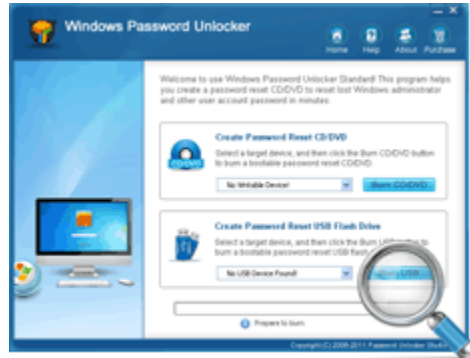 Windows Password Unlocker
Home Help About Purchase
Welcome to use Windows Password Unlocker Standard! This program helps
you create a password reset CD/DVD to reset lost Windows administrator
and other user account password in minutes.
Create Password Reset CD/DVD
Select a target device, and then click the Burn CD/DVD button
to burn a bootable password reset CD/DVD.
No Writable Device!
Burn CD/DVD
Create Password Reset USB Flash Drive
Select a target device, and then click the Burn USB button to
burn a bootable password reset USB flash
No USB Device Found!
Burn USB
Prepare to burn
Copyright (C) 2009-2011 Password Unlocker Studio